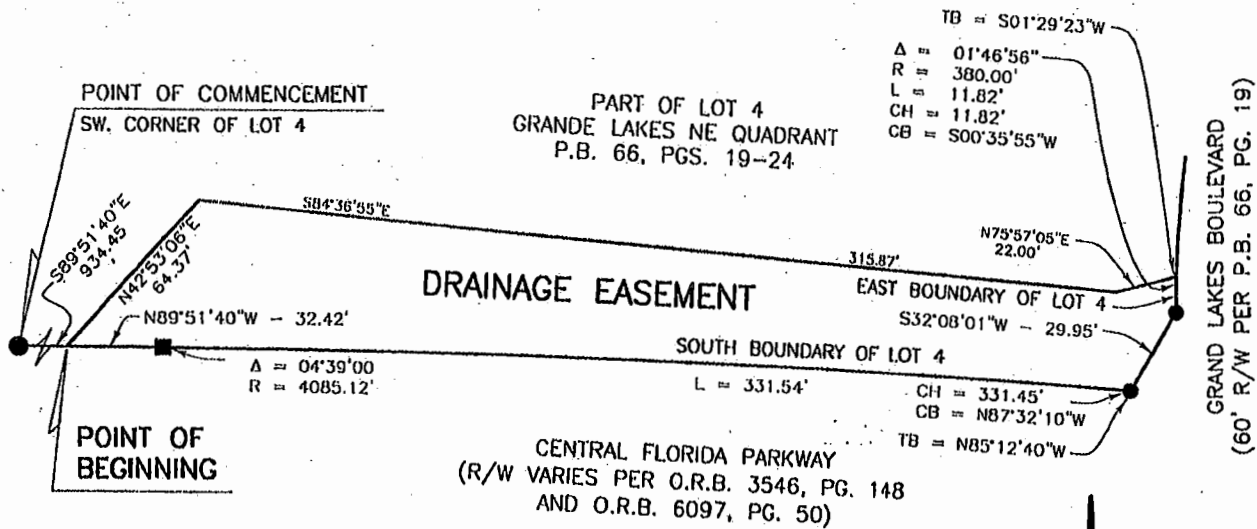 TB = S01°29'23"W
Δ = 01°46'56"
R = 380.00'
L = 11.82'
CH = 11.82'
CB = S00°35'55"W
POINT OF COMMENCEMENT
SW. CORNER OF LOT 4
PART OF LOT 4
GRANDE LAKES NE QUADRANT
P.B. 66, PGS. 19-24
GRAND LAKES BOULEVARD
(60' R/W PER P.B. 66, PG. 19)
S89°51'40"E
934.45'
N42°53'06"E
64.37'
S84°36'55"E
315.87'
N75°57'05"E
22.00'
DRAINAGE EASEMENT
EAST BOUNDARY OF LOT 4
S32°08'01"W - 29.95'
N89°51'40"W - 32.42'
SOUTH BOUNDARY OF LOT 4
Δ = 04°39'00
R = 4085.12'
L = 331.54'
CH = 331.45'
CB = N87°32'10"W
TB = N85°12'40"W
POINT OF
BEGINNING
CENTRAL FLORIDA PARKWAY
(R/W VARIES PER O.R.B. 3546, PG. 148
AND O.R.B. 6097, PG. 50)